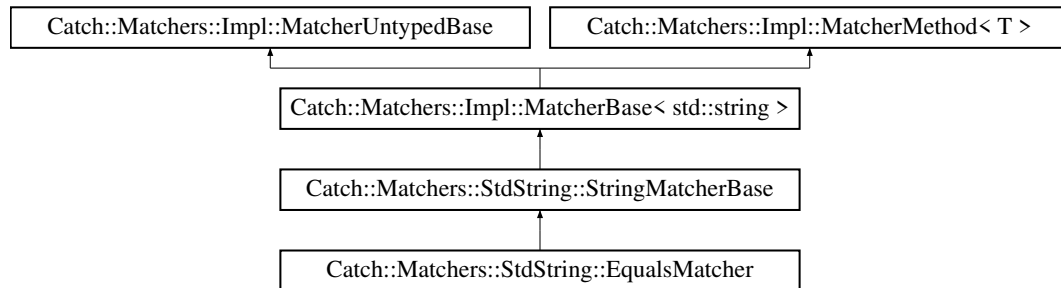 Catch::Matchers::Impl::MatcherUntypedBase
Catch::Matchers::Impl::MatcherMethod< T >
Catch::Matchers::Impl::MatcherBase< std::string >
Catch::Matchers::StdString::StringMatcherBase
Catch::Matchers::StdString::EqualsMatcher